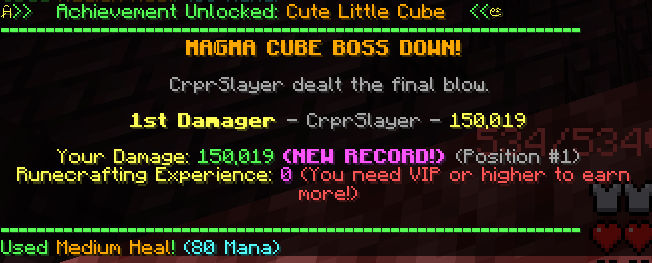 >>  Achievement Unlocked: Cute Little Cube  <<
MAGMA CUBE BOSS DOWN!
CrprSlayer dealt the final blow.
1st Damager - CrprSlayer - 150,019
Your Damage: 150,019 (NEW RECORD!) (Position #1)
Runecrafting Experience: 0 (You need VIP or higher to earn
more!)
Used Medium Heal! (80 Mana)